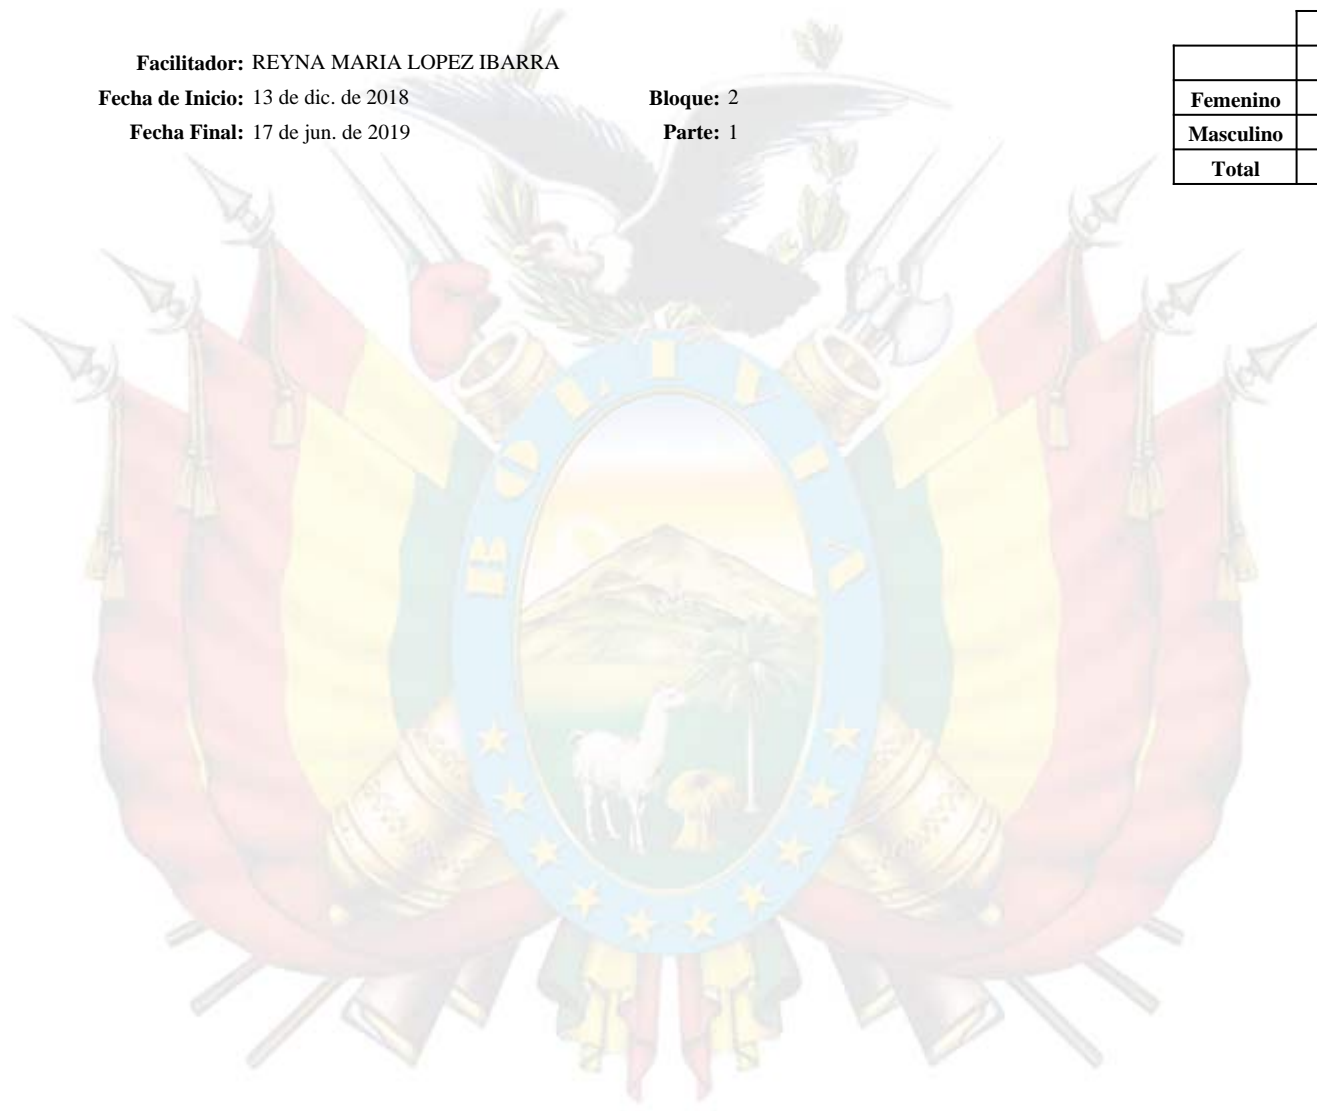 Facilitador: REYNA MARIA LOPEZ IBARRA
Fecha de Inicio: 13 de dic. de 2018 Bloque: 2
Fecha Final: 17 de jun. de 2019 Parte: 1
Femenino
Masculino
Total
BOLIVIA